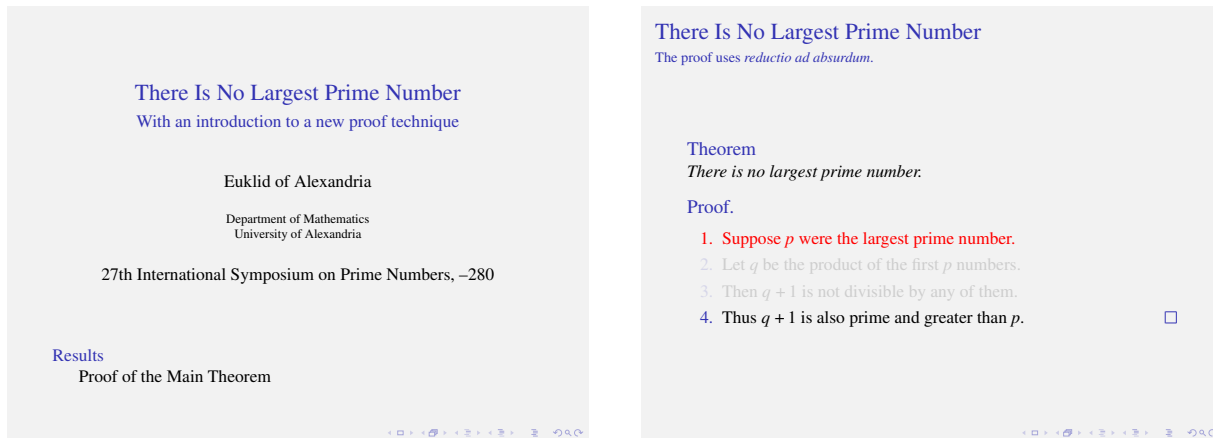 There Is No Largest Prime Number
With an introduction to a new proof technique
Euklid of Alexandria
Department of Mathematics
University of Alexandria
27th International Symposium on Prime Numbers, –280
Results
Proof of the Main Theorem
There Is No Largest Prime Number
The proof uses reductio ad absurdum.
Theorem
There is no largest prime number.
Proof.
1. Suppose p were the largest prime number.
2. Let q be the product of the first p numbers.
3. Then q + 1 is not divisible by any of them.
4. Thus q + 1 is also prime and greater than p.